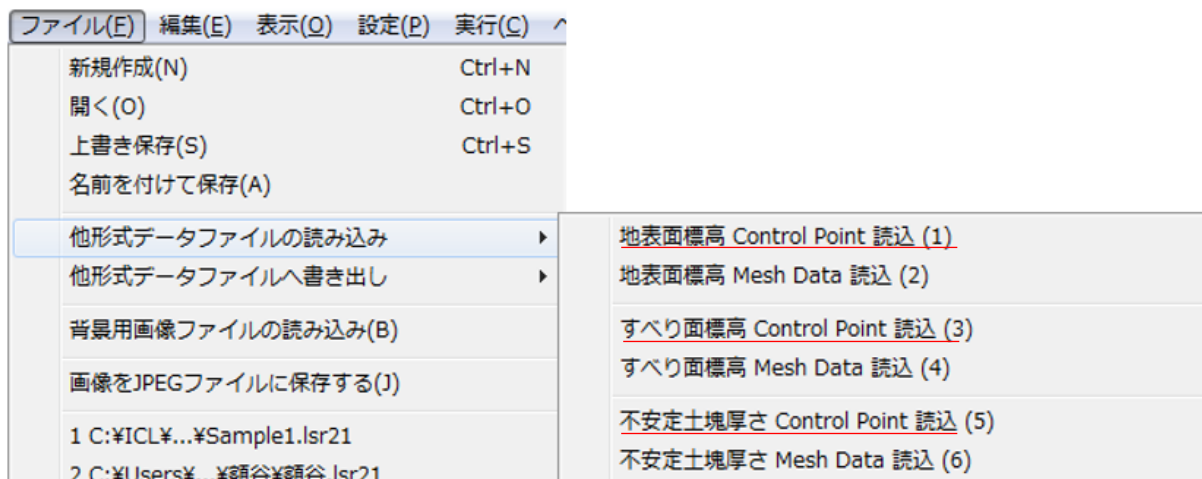 ファイル(F) 編集(E) 表示(O) 設定(P) 実行(C)
新規作成(N) Ctrl+N
開く(O) Ctrl+O
上書き保存(S) Ctrl+S
名前を付けて保存(A)
他形式データファイルの読み込み
他形式データファイルへ書き出し
背景用画像ファイルの読み込み(B)
画像をJPEGファイルに保存する(J)
1 C:¥ICL¥...¥Sample1.lsr21
2 C:¥Users¥...¥額谷¥額谷.lsr21
地表面標高 Control Point 読込 (1)
地表面標高 Mesh Data 読込 (2)
すべり面標高 Control Point 読込 (3)
すべり面標高 Mesh Data 読込 (4)
不安定土塊厚さ Control Point 読込 (5)
不安定土塊厚さ Mesh Data 読込 (6)